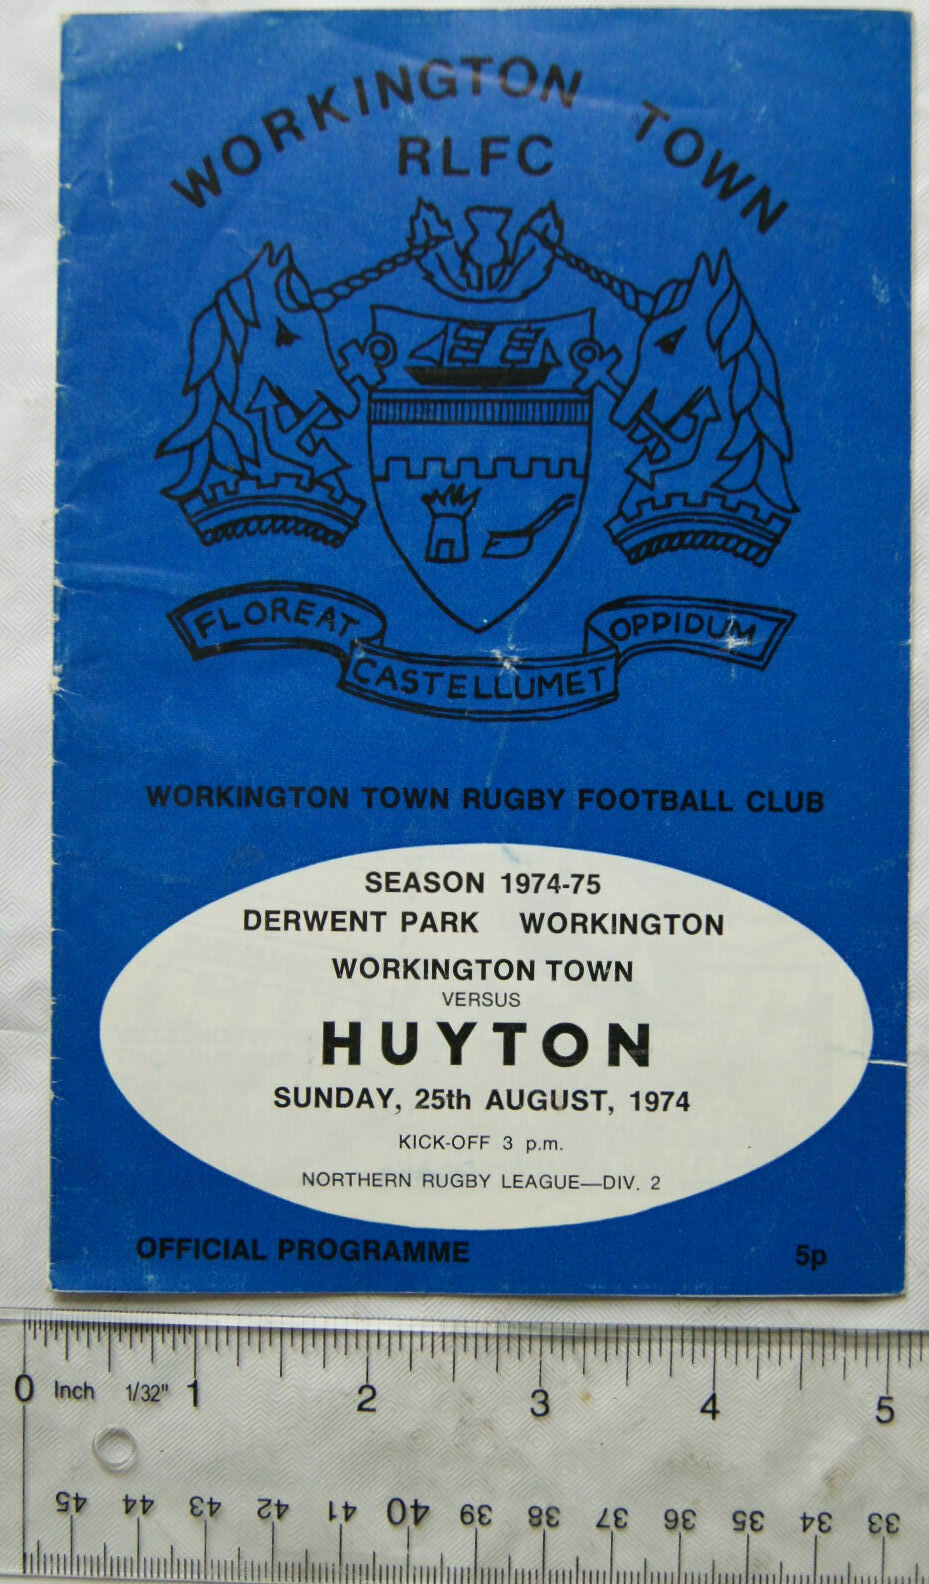 WORKINGTON TOWN
RLFC
FLOREAT
CASTELLUMET
OPPIDUM
WORKINGTON TOWN RUGBY FOOTBALL CLUB
SEASON 1974-75
DERWENT PARK WORKINGTON
WORKINGTON TOWN
VERSUS
HUYTON
SUNDAY, 25th AUGUST, 1974
KICK-OFF 3 p.m.
NORTHERN RUGBY LEAGUE—DIV. 2
OFFICIAL PROGRAMME 5p
0 Inch 1/32" 1 2 3 4 5
45 44 43 42 41 40 39 38 37 36 35 34 33